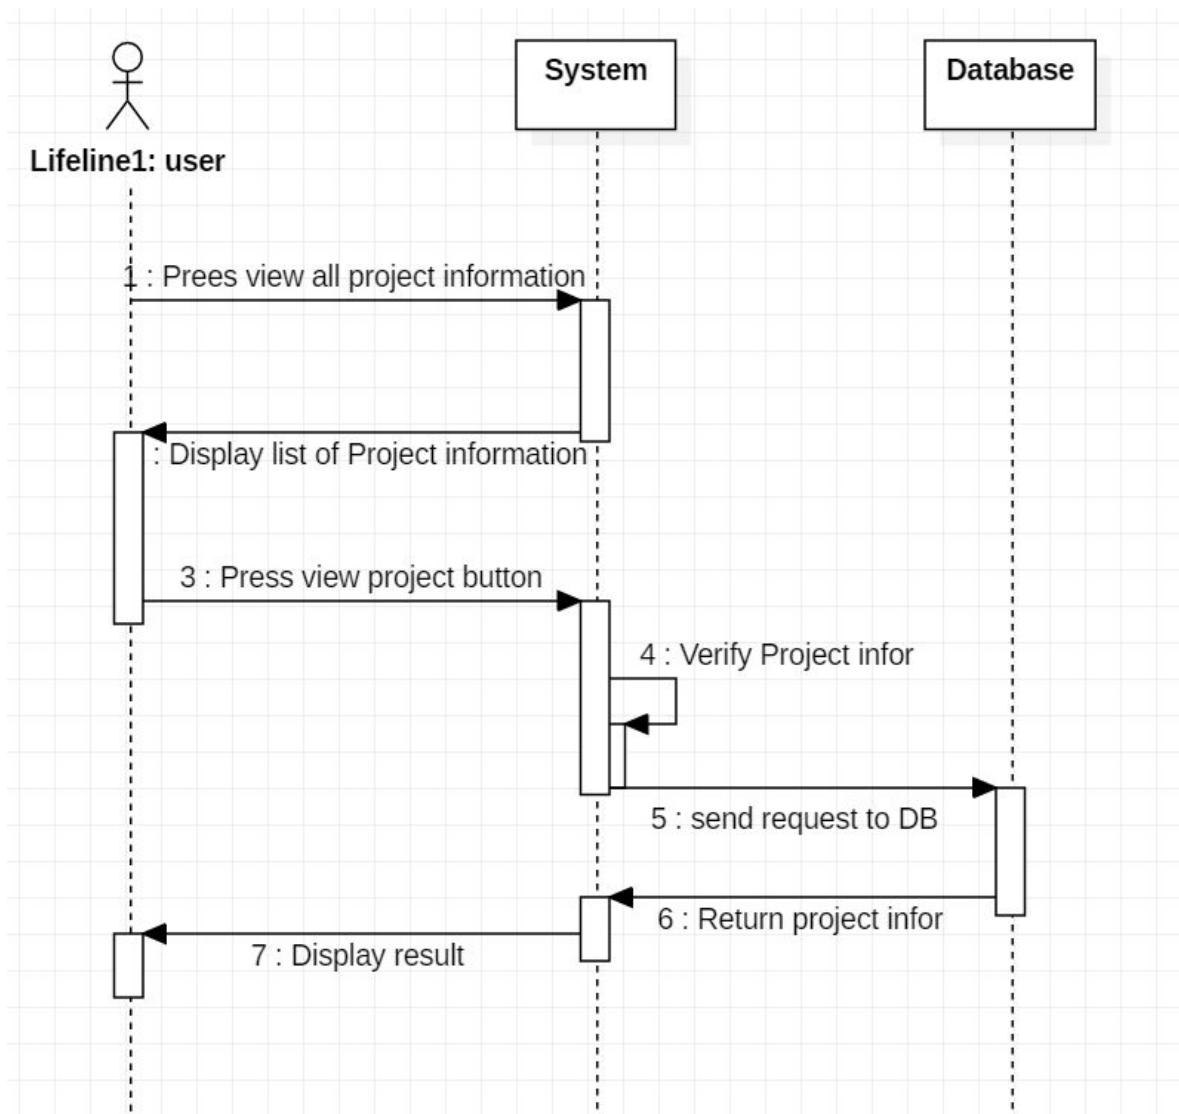 System
Database
Lifeline1: user
1 : Prees view all project information
: Display list of Project information
3 : Press view project button
4 : Verify Project infor
5 : send request to DB
6 : Return project infor
7 : Display result